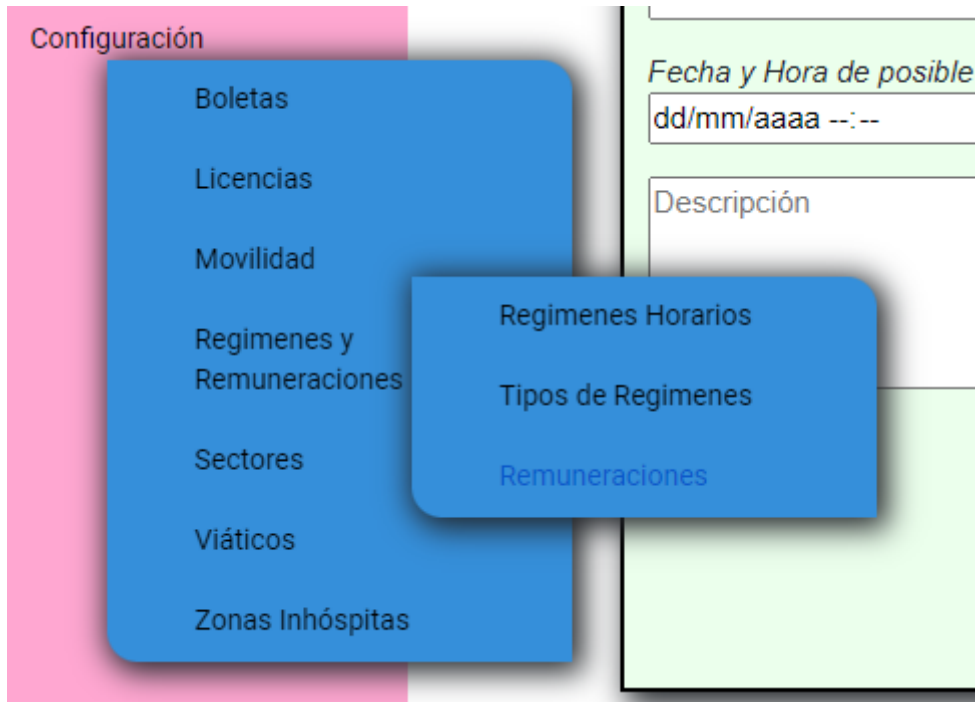 Configuración
Boletas
Licencias
Movilidad
Regimenes y
Remuneraciones
Sectores
Viáticos
Zonas Inhóspitas
Regimenes Horarios
Tipos de Regimenes
Remuneraciones
Fecha y Hora de posible
dd/mm/aaaa --:--
Descripción